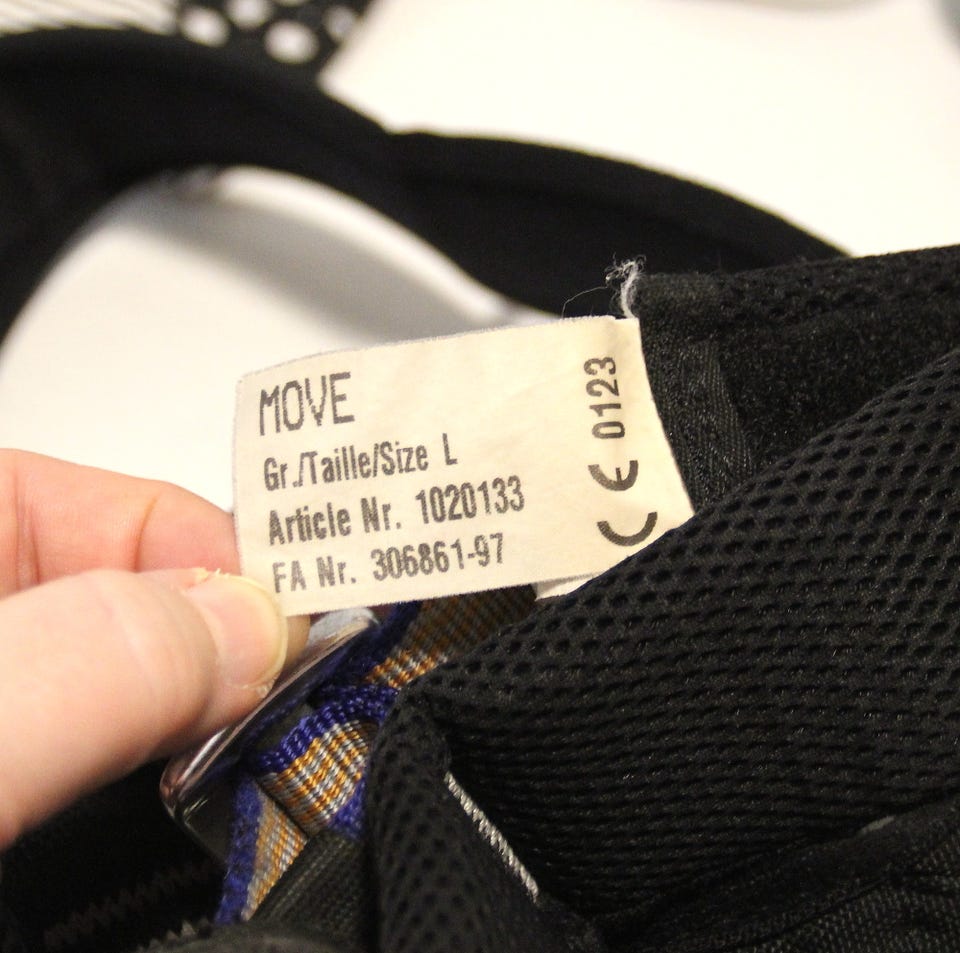 MOVE
Gr./Taille/Size L
Article Nr. 1020133
FA Nr. 306861-97
CE 0123